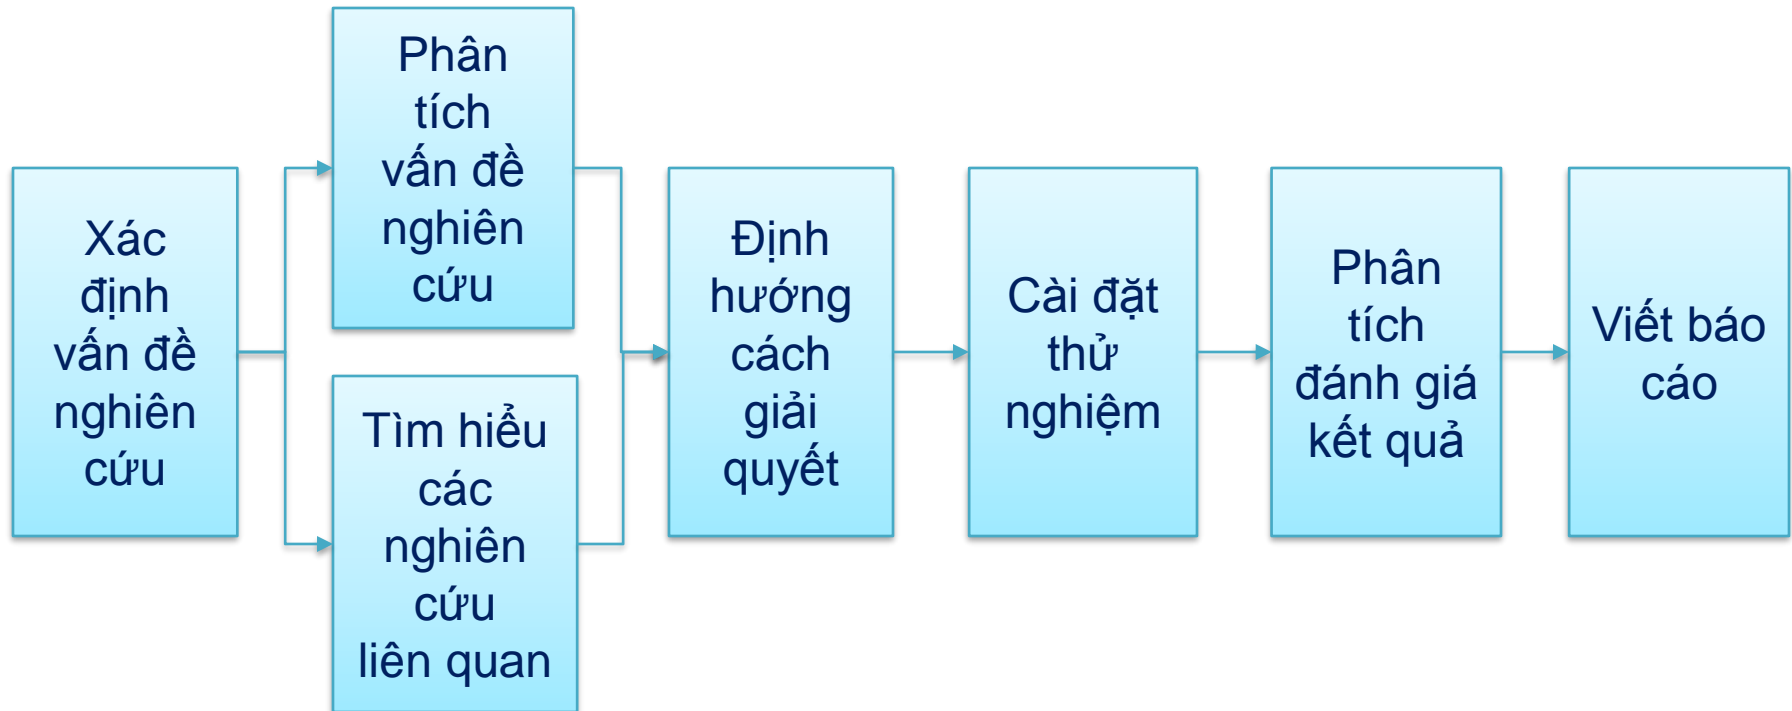 Xác
định
vấn đề
nghiên
cứu
Phân
tích
vấn đề
nghiên
cứu
Tìm hiểu
các
nghiên
cứu
liên quan
Định
hướng
cách
giải
quyết
Cài đặt
thử
nghiệm
Phân
tích
đánh giá
kết quả
Viết báo
cáo